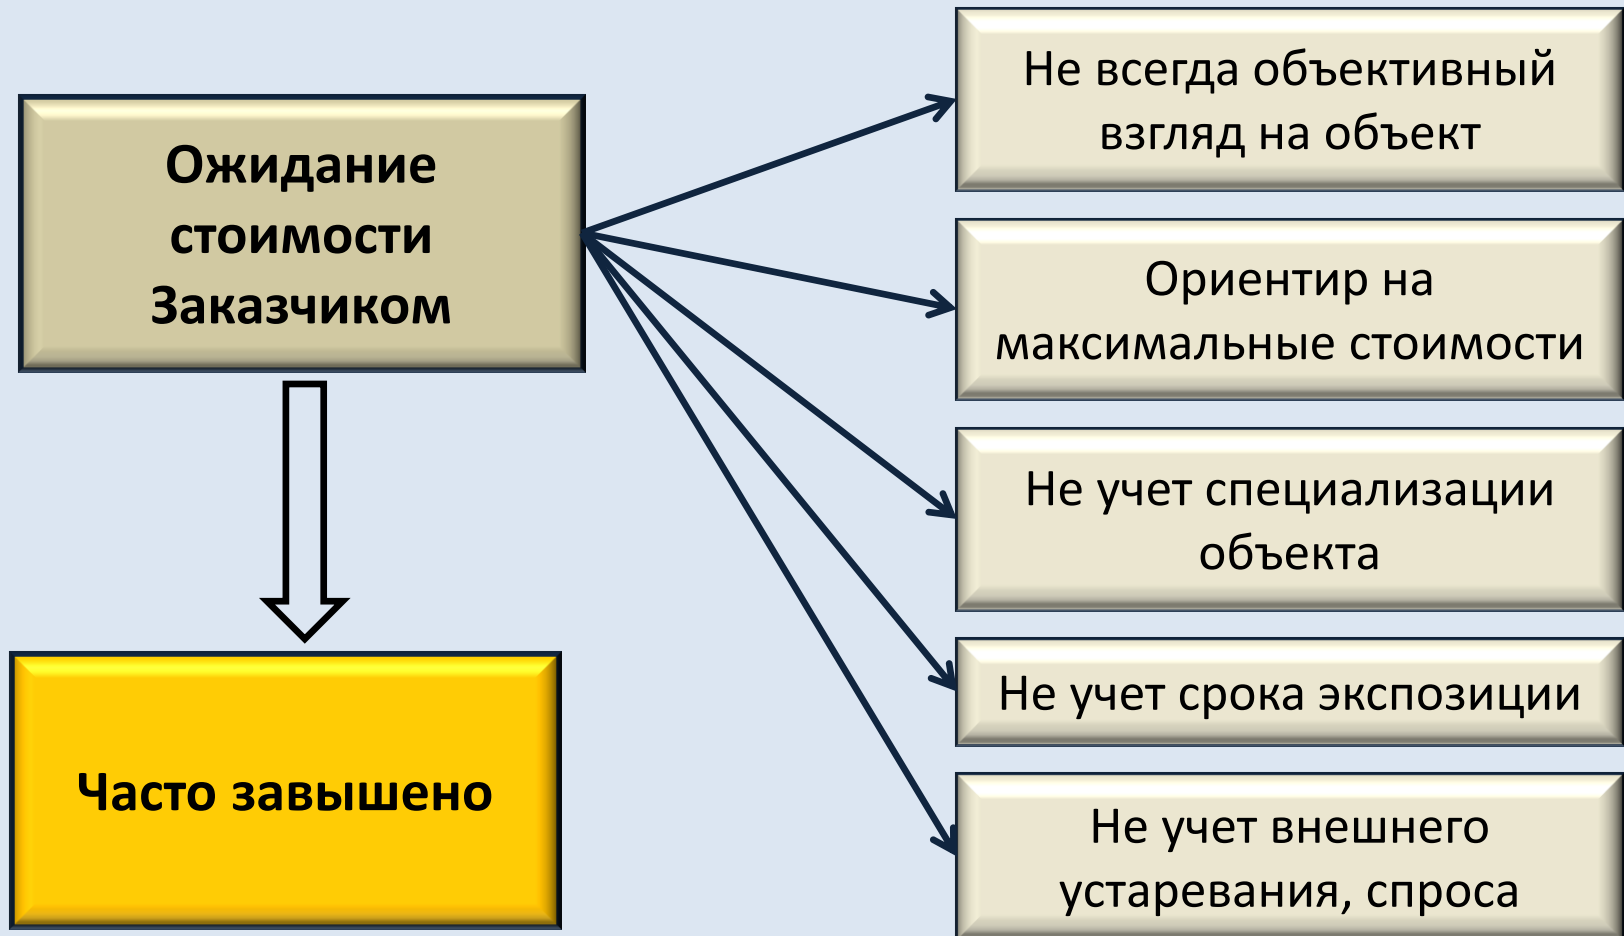 Ожидание
стоимости
Заказчиком
Часто завышено
Не всегда объективный
взгляд на объект
Ориентир на
максимальные стоимости
Не учет специализации
объекта
Не учет срока экспозиции
Не учет внешнего
устаревания, спроса